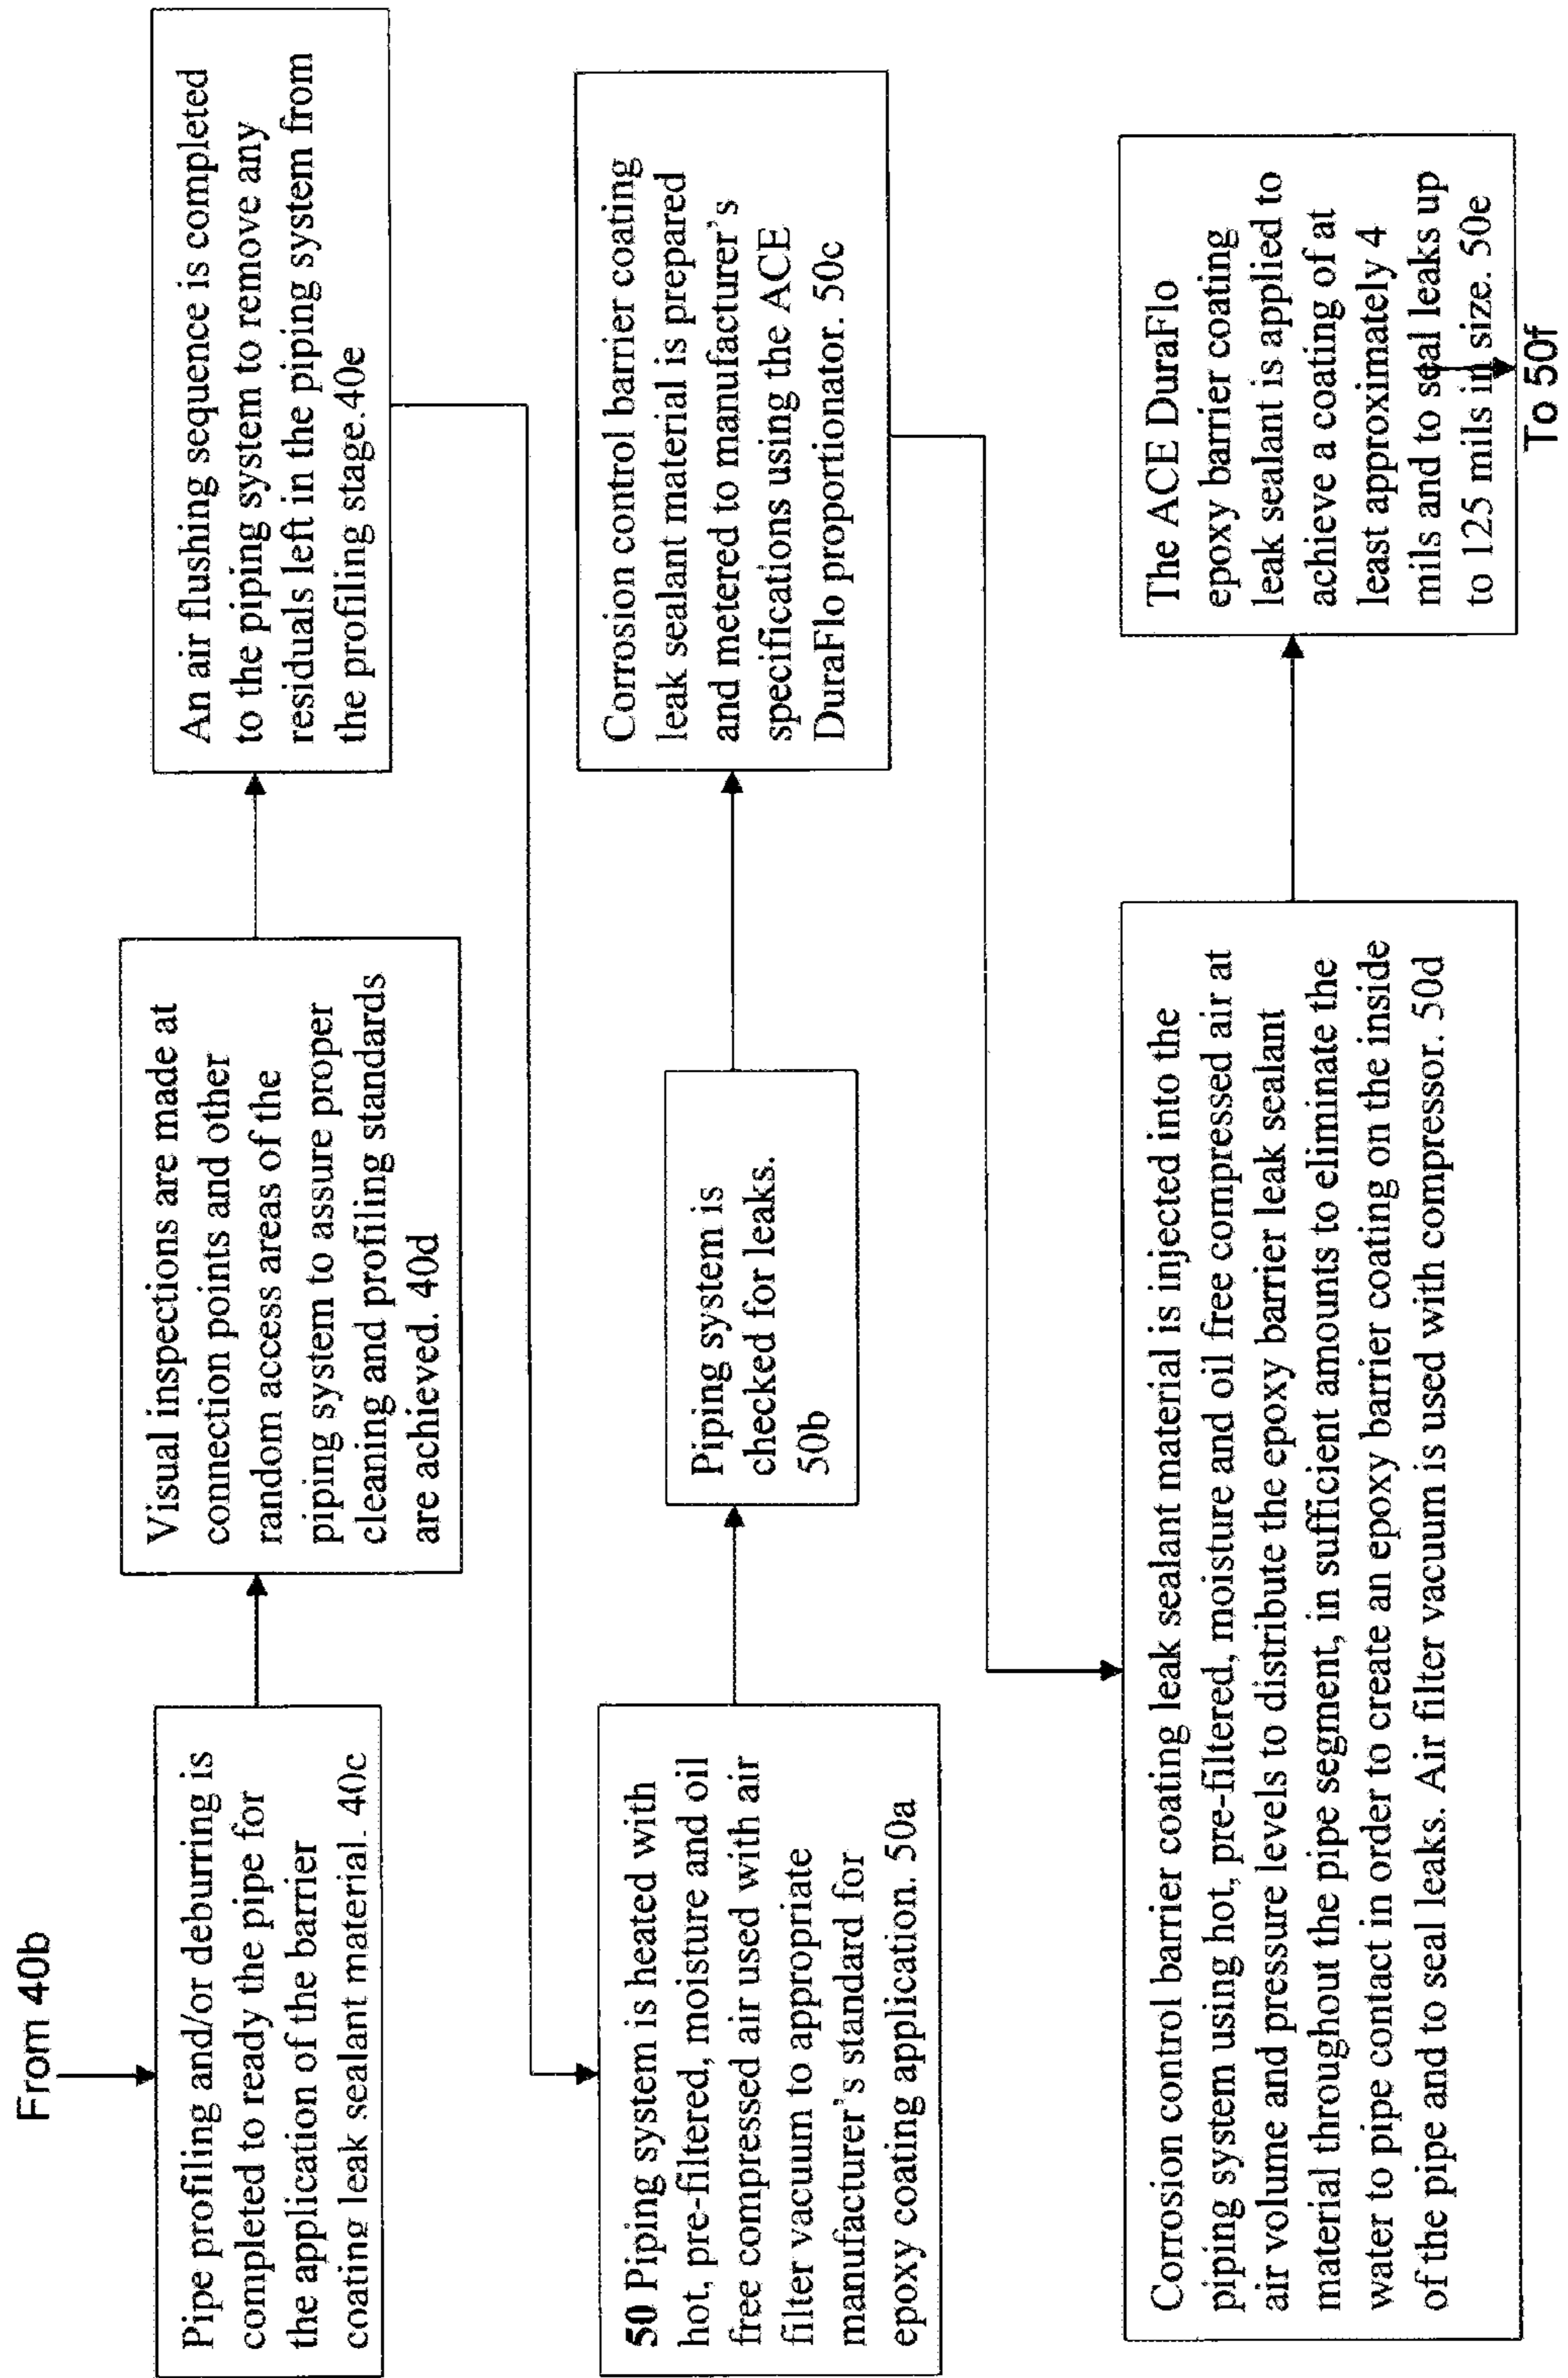 From 40b
Pipe profiling and/or deburring is
completed to ready the pipe for
the application of the barrier
coating leak sealant material. 40c
Visual inspections are made at
connection points and other
random access areas of the
piping system to assure proper
cleaning and profiling standards
are achieved. 40d
An air flushing sequence is completed
to the piping system to remove any
residuals left in the piping system from
the profiling stage.40e
50 Piping system is heated with
hot, pre-filtered, moisture and oil
free compressed air used with air
filter vacuum to appropriate
manufacturer's standard for
epoxy coating application. 50a
Piping system is
checked for leaks.
50b
Corrosion control barrier coating
leak sealant material is prepared
and metered to manufacturer's
specifications using the ACE
DuraFlo proportionator. 50c
Corrosion control barrier coating leak sealant material is injected into the
piping system using hot, pre-filtered, moisture and oil free compressed air at
air volume and pressure levels to distribute the epoxy barrier leak sealant
material throughout the pipe segment, in sufficient amounts to eliminate the
water to pipe contact in order to create an epoxy barrier coating on the inside
of the pipe and to seal leaks. Air filter vacuum is used with compressor. 50d
The ACE DuraFlo
epoxy barrier coating
leak sealant is applied to
achieve a coating of at
least approximately 4
mils and to seal leaks up
to 125 mils in size. 50e
To 50f